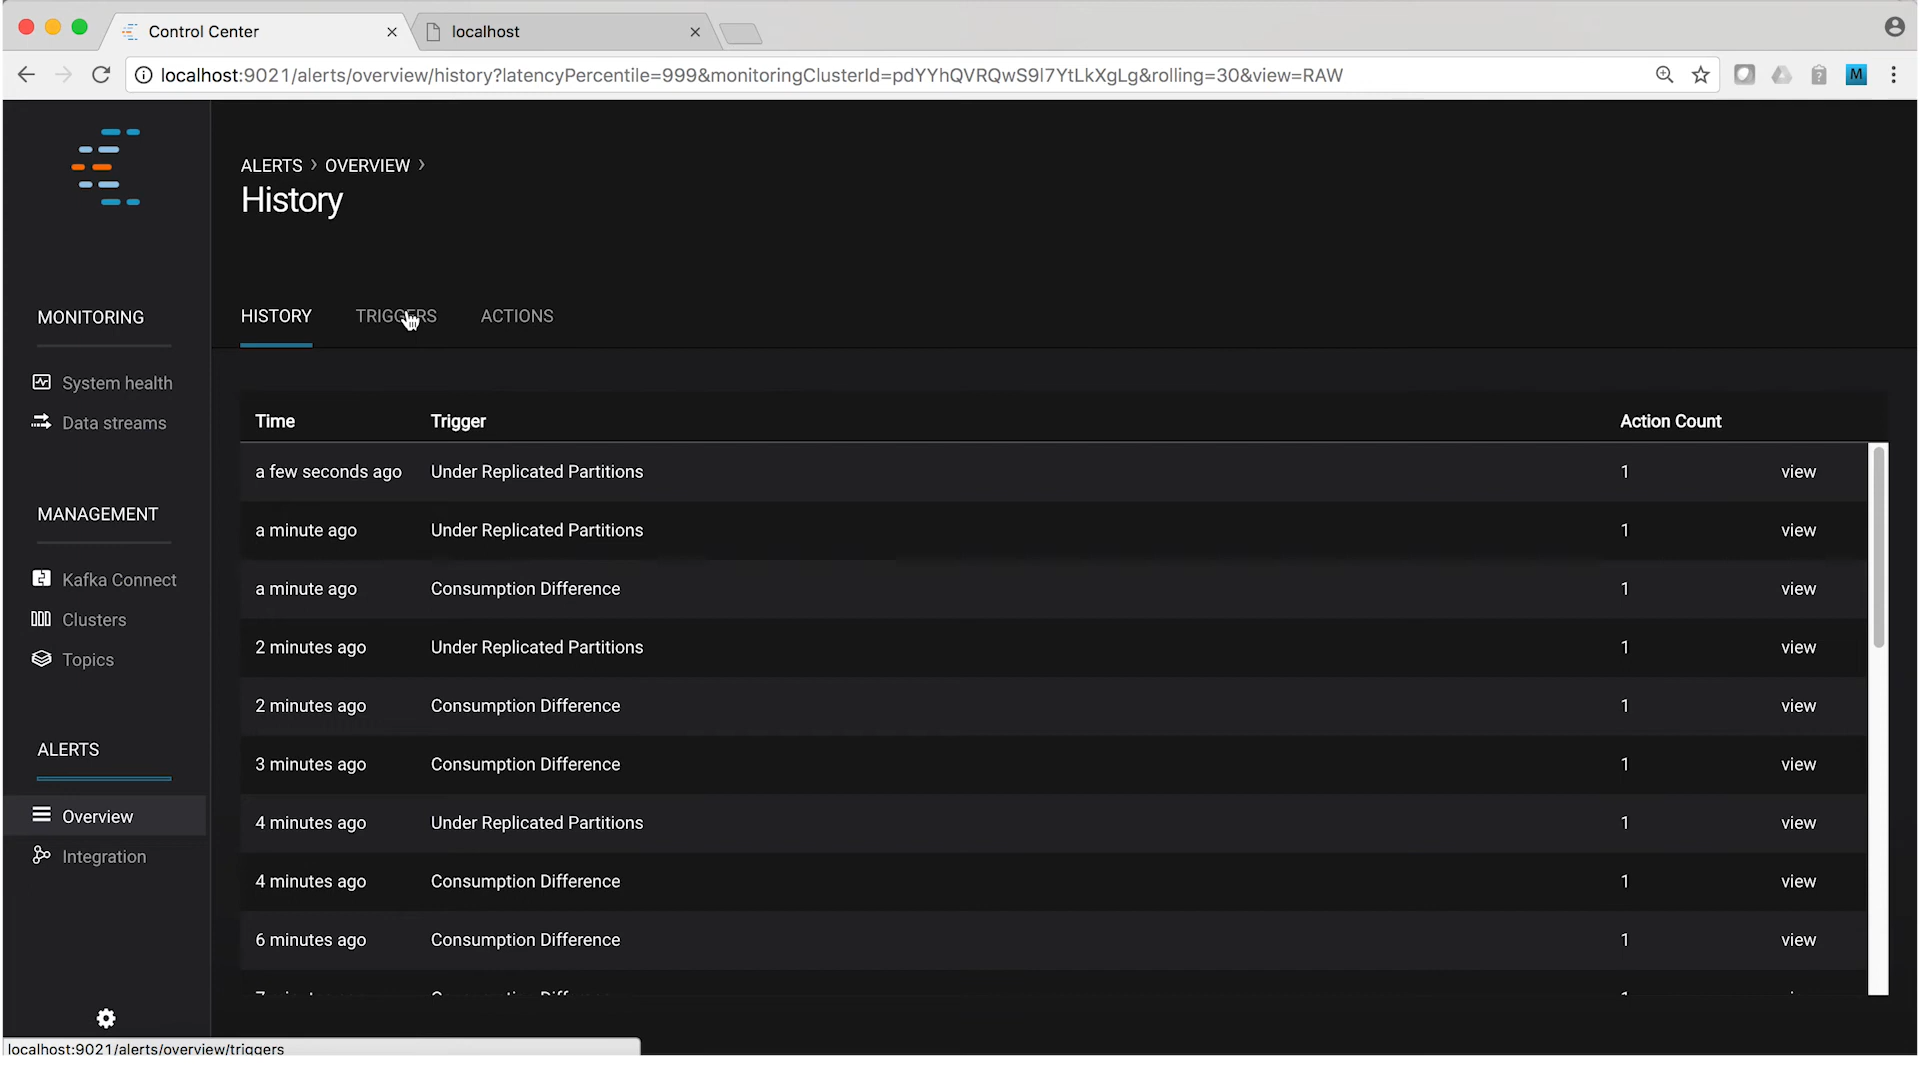 Control Center
localhost
localhost:9021/alerts/overview/history?latencyPercentile=999&monitoringClusterId=pdYYhQVRQwS9l7YtLkXgLg&rolling=30&view=RAW
M
ALERTS › OVERVIEW ›
History
HISTORY TRIGGERS ACTIONS
MONITORING
System health
Data streams
MANAGEMENT
Kafka Connect
Clusters
Topics
ALERTS
Overview
Integration
Time Trigger Action Count
a few seconds ago Under Replicated Partitions 1 view
a minute ago Under Replicated Partitions 1 view
a minute ago Consumption Difference 1 view
2 minutes ago Under Replicated Partitions 1 view
2 minutes ago Consumption Difference 1 view
3 minutes ago Consumption Difference 1 view
4 minutes ago Under Replicated Partitions 1 view
4 minutes ago Consumption Difference 1 view
6 minutes ago Consumption Difference 1 view
localhost:9021/alerts/overview/triggers